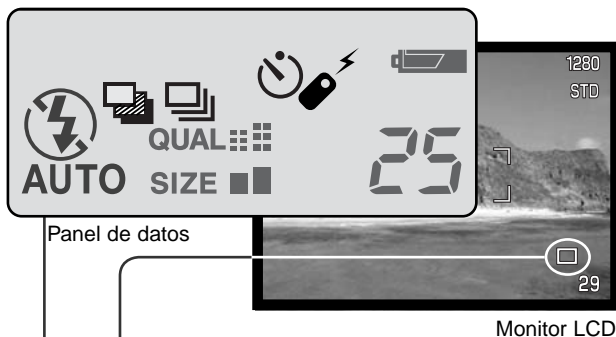 1280
STD
QUAL
AUTO SIZE 25
Panel de datos
29
Monitor LCD